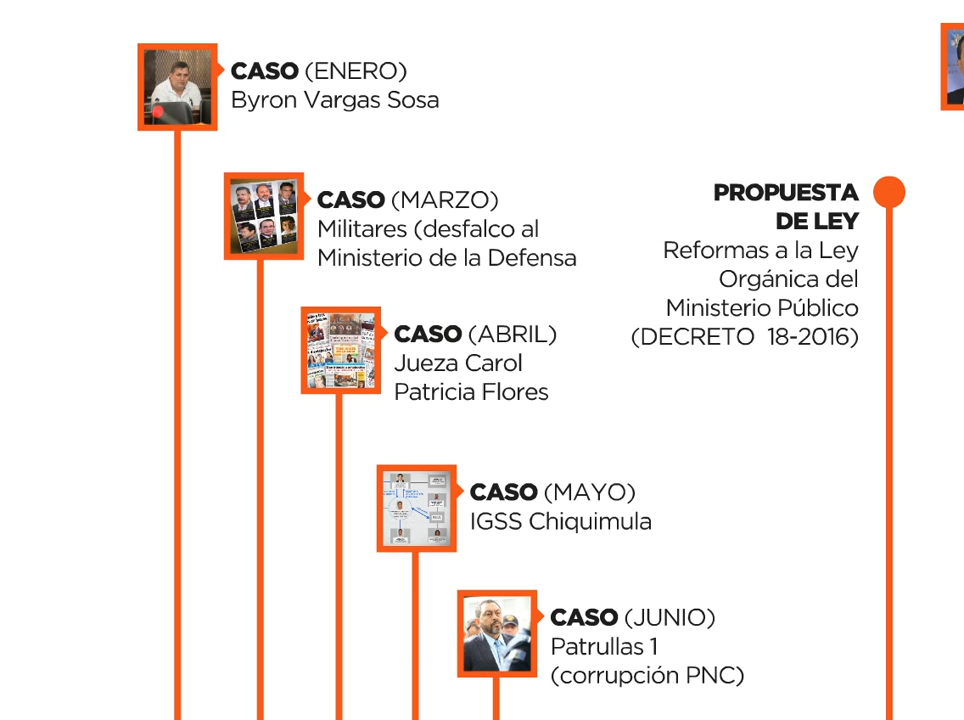 CASO (ENERO)
Byron Vargas Sosa
CASO (MARZO)
Militares (desfalco al
Ministerio de la Defensa
PROPUESTA
DE LEY
Reformas a la Ley
Orgánica del
Ministerio Público
(DECRETO 18-2016)
CASO (ABRIL)
Jueza Carol
Patricia Flores
CASO (MAYO)
IGSS Chiquimula
CASO (JUNIO)
Patrullas 1
(corrupción PNC)